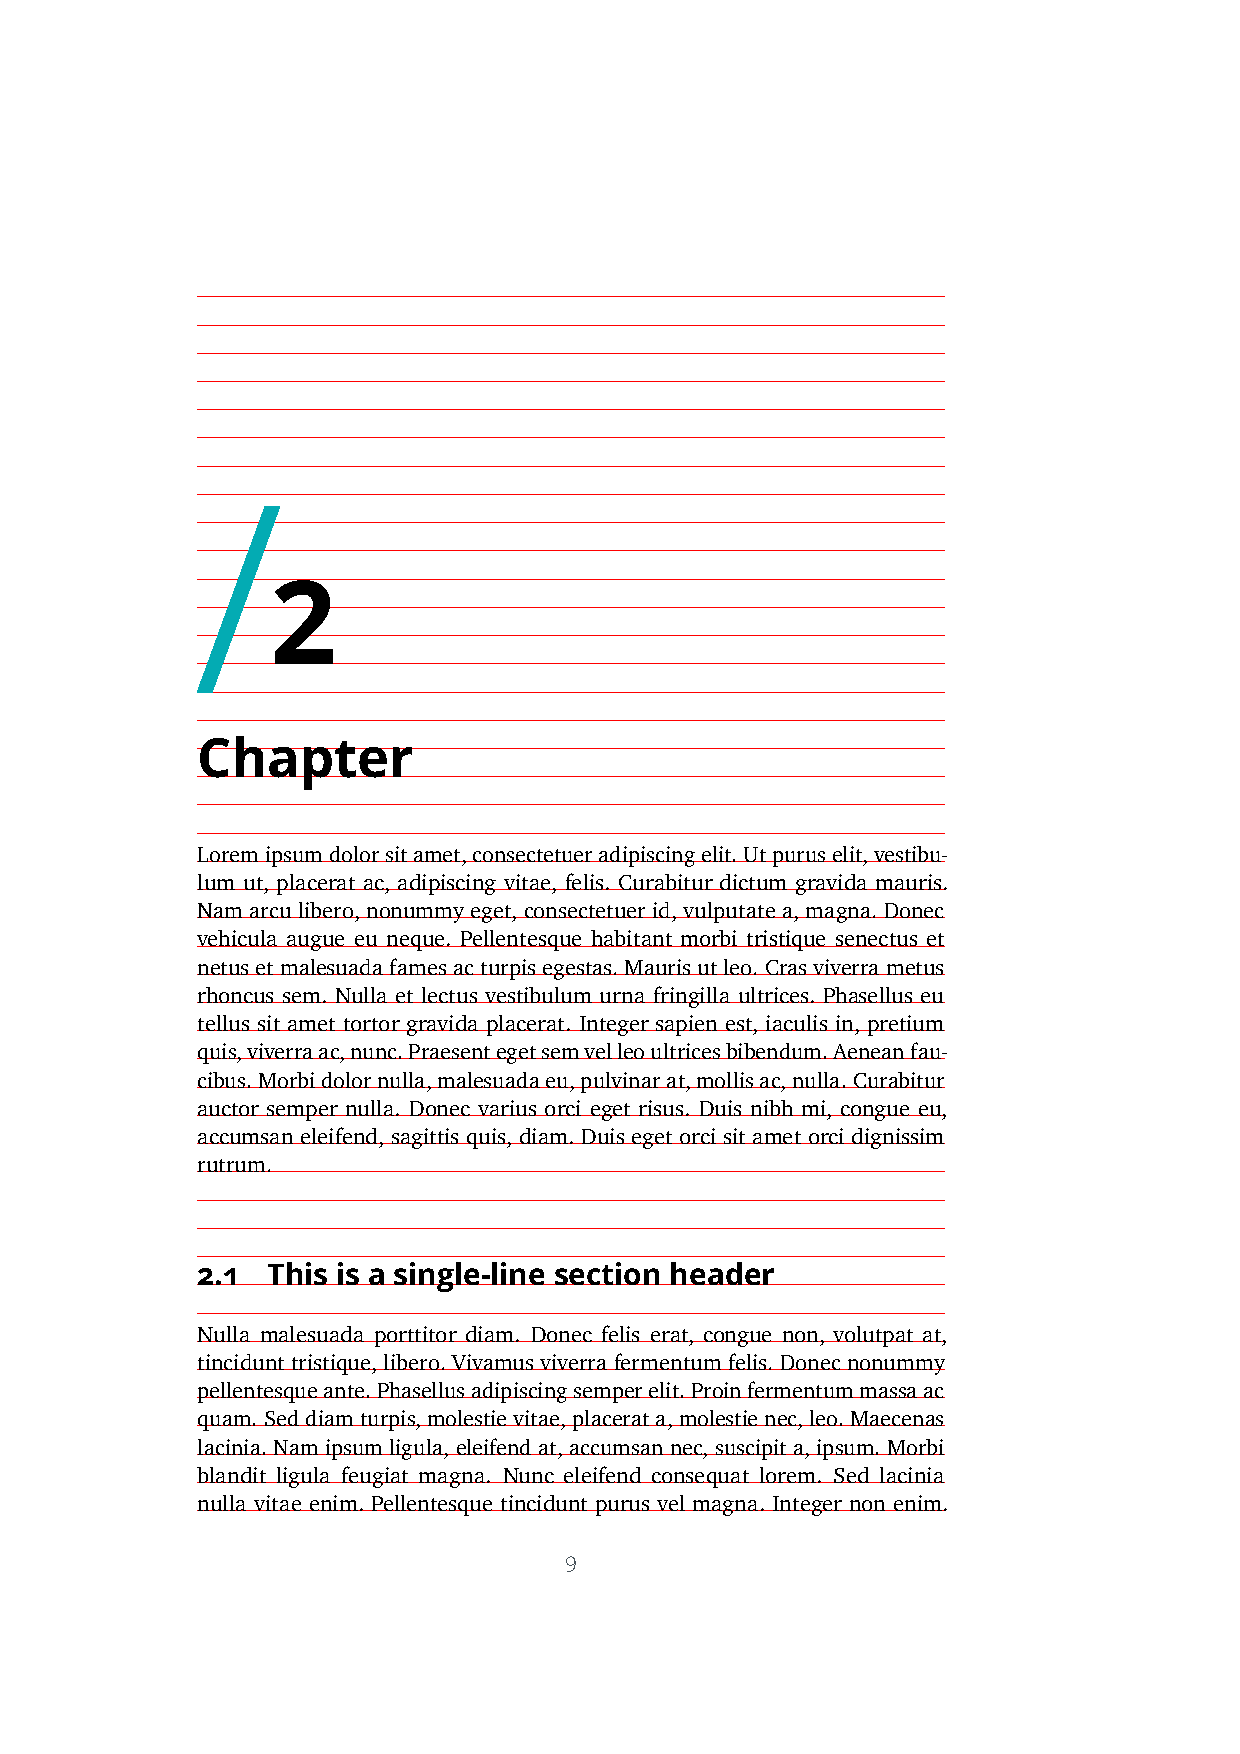 2
Chapter
Lorem ipsum dolor sit amet, consectetuer adipiscing elit. Ut purus elit, vestibu-
lum ut, placerat ac, adipiscing vitae, felis. Curabitur dictum gravida mauris.
Nam arcu libero, nonummy eget, consectetuer id, vulputate a, magna. Donec
vehicula augue eu neque. Pellentesque habitant morbi tristique senectus et
netus et malesuada fames ac turpis egestas. Mauris ut leo. Cras viverra metus
rhoncus sem. Nulla et lectus vestibulum urna fringilla ultrices. Phasellus eu
tellus sit amet tortor gravida placerat. Integer sapien est, iaculis in, pretium
quis, viverra ac, nunc. Praesent eget sem vel leo ultrices bibendum. Aenean fau-
cibus. Morbi dolor nulla, malesuada eu, pulvinar at, mollis ac, nulla. Curabitur
auctor semper nulla. Donec varius orci eget risus. Duis nibh mi, congue eu,
accumsan eleifend, sagittis quis, diam. Duis eget orci sit amet orci dignissim
rutrum.
2.1 This is a single-line section header
Nulla malesuada porttitor diam. Donec felis erat, congue non, volutpat at,
tincidunt tristique, libero. Vivamus viverra fermentum felis. Donec nonummy
pellentesque ante. Phasellus adipiscing semper elit. Proin fermentum massa ac
quam. Sed diam turpis, molestie vitae, placerat a, molestie nec, leo. Maecenas
lacinia. Nam ipsum ligula, eleifend at, accumsan nec, suscipit a, ipsum. Morbi
blandit ligula feugiat magna. Nunc eleifend consequat lorem. Sed lacinia
nulla vitae enim. Pellentesque tincidunt purus vel magna. Integer non enim.
9